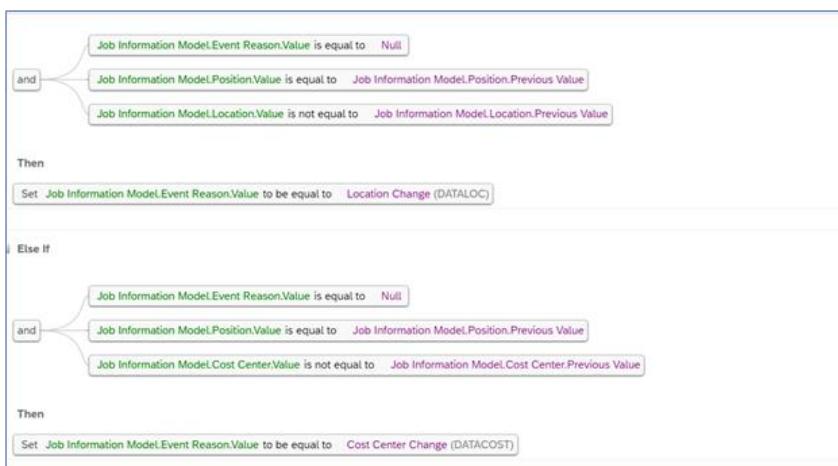 Job Information Model.Event Reason.Value is equal to Null
and
Job Information Model.Position.Value is equal to Job Information Model.Position.Previous Value
Job Information Model.Location.Value is not equal to Job Information Model.Location.Previous Value
Then
Set Job Information Model.Event Reason.Value to be equal to Location Change (DATALOC)
Else If
Job Information Model.Event Reason.Value is equal to Null
and
Job Information Model.Position.Value is equal to Job Information Model.Position.Previous Value
Job Information Model.Cost Center.Value is not equal to Job Information Model.Cost Center.Previous Value
Then
Set Job Information Model.Event Reason.Value to be equal to Cost Center Change (DATACOST)